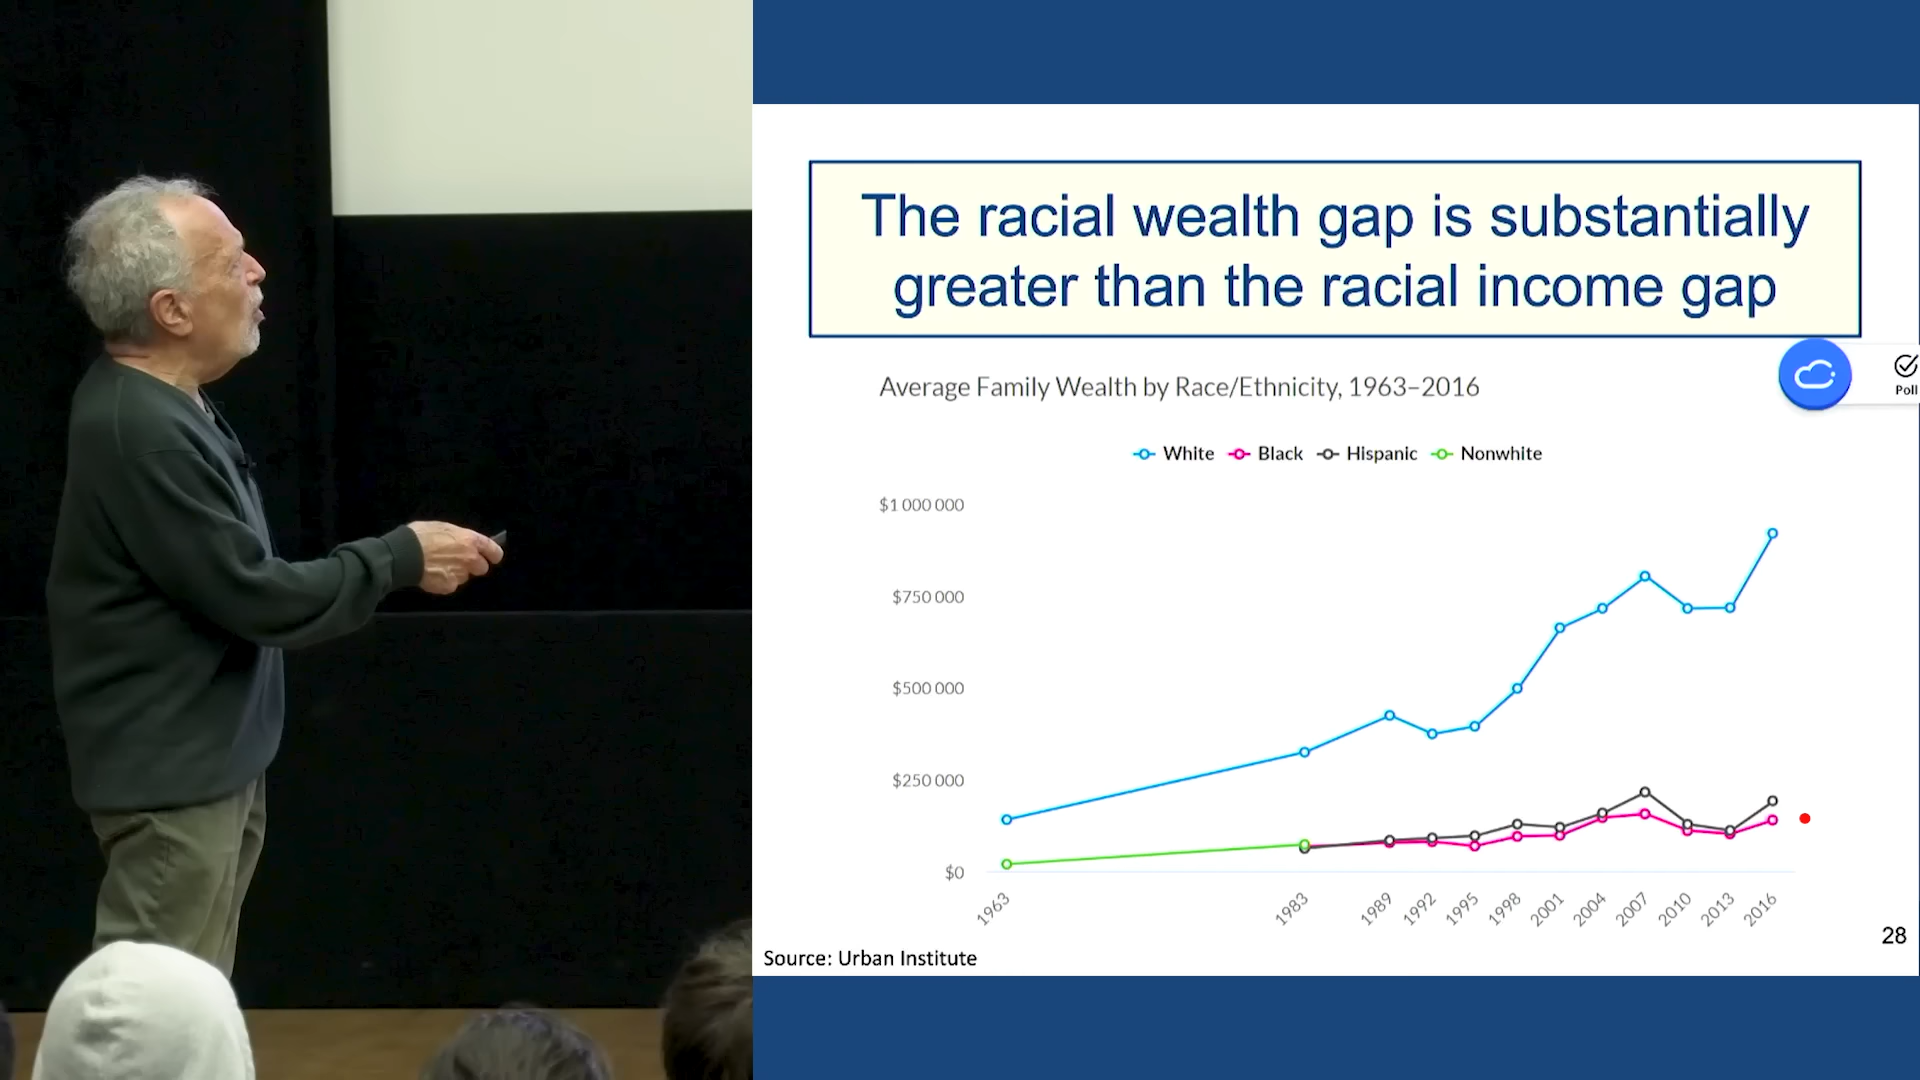 The racial wealth gap is substantially
greater than the racial income gap
Poll
Average Family Wealth by Race/Ethnicity, 1963–2016
White Black Hispanic Nonwhite
$1 000 000
$750 000
$500 000
$250 000
$0
1963 1983 1989 1992 1995 1998 2001 2004 2007 2010 2013 2016
28
Source: Urban Institute